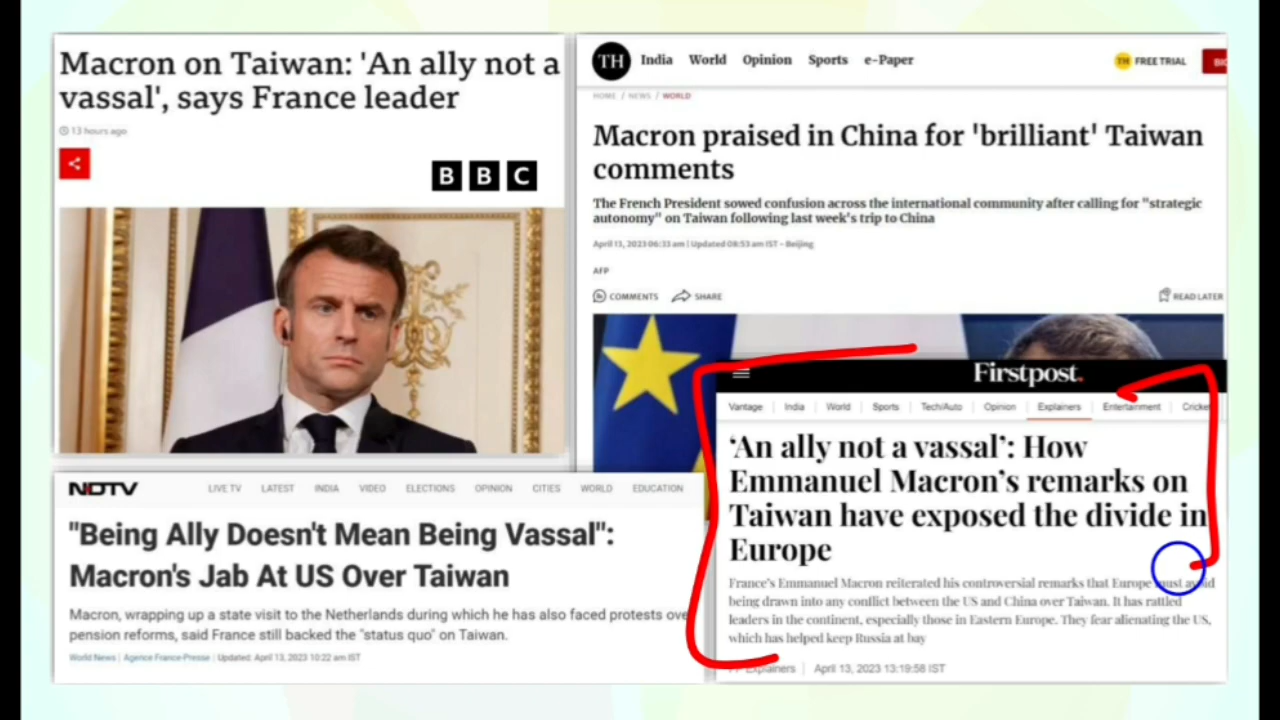 Macron on Taiwan: 'An ally not a
vassal', says France leader
13 hours ago
BBC
TH India World Opinion Sports e-Paper
TH FREE TRIAL
HOME / NEWS / WORLD
Macron praised in China for 'brilliant' Taiwan
comments
The French President sowed confusion across the international community after calling for "strategic
autonomy" on Taiwan following last week's trip to China
April 13, 2023 06:33 am | Updated 08:53 am IST - Beijing
AFP
COMMENTS SHARE READ LATER
NDTV LIVE TV LATEST INDIA VIDEO ELECTIONS OPINION CITIES WORLD EDUCATION
"Being Ally Doesn't Mean Being Vassal":
Macron's Jab At US Over Taiwan
Macron, wrapping up a state visit to the Netherlands during which he has also faced protests ove
pension reforms, said France still backed the "status quo" on Taiwan.
World News | Agence France-Presse | Updated: April 13, 2023 10:22 am IST
Firstpost.
Vantage | India | World | Sports | Tech/Auto | Opinion | Explainers | Entertainment | Cricke
‘An ally not a vassal’: How
Emmanuel Macron’s remarks on
Taiwan have exposed the divide in
Europe
France’s Emmanuel Macron reiterated his controversial remarks that Europe must avoid
being drawn into any conflict between the US and China over Taiwan. It has rattled
leaders in the continent, especially those in Eastern Europe. They fear alienating the US,
which has helped keep Russia at bay
Explainers | April 13, 2023 13:19:58 IST